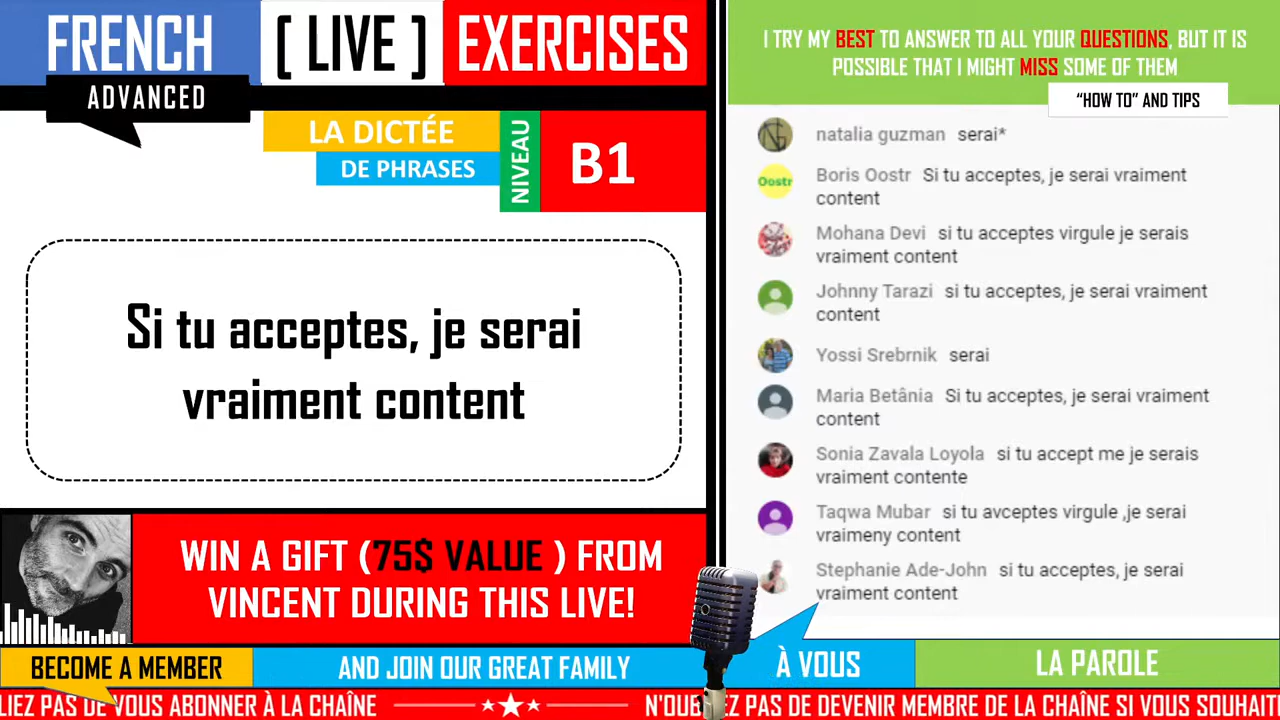 FRENCH
[ LIVE ]
EXERCISES
ADVANCED
LA DICTÉE
DE PHRASES
NIVEAU
B1
Si tu acceptes, je serai
vraiment content
WIN A GIFT (75$ VALUE ) FROM
VINCENT DURING THIS LIVE!
BECOME A MEMBER
AND JOIN OUR GREAT FAMILY
I TRY MY BEST TO ANSWER TO ALL YOUR QUESTIONS, BUT IT IS
POSSIBLE THAT I MIGHT MISS SOME OF THEM
“HOW TO” AND TIPS
NG
natalia guzman serai*
Oostr
Boris Oostr Si tu acceptes, je serai vraiment
content
Mohana Devi si tu acceptes virgule je serais
vraiment content
Johnny Tarazi si tu acceptes, je serai vraiment
content
Yossi Srebrnik serai
Maria Betânia Si tu acceptes, je serai vraiment
content
Sonia Zavala Loyola si tu accept me je serais
vraiment contente
Taqwa Mubar si tu avceptes virgule ,je serai
vraimeny content
Stephanie Ade-John si tu acceptes, je serai
vraiment content
À VOUS
LA PAROLE
LIEZ PAS DE VOUS ABONNER À LA CHAÎNE
N'OUB EZ PAS DE DEVENIR MEMBRE DE LA CHAÎNE SI VOUS SOUHAIT